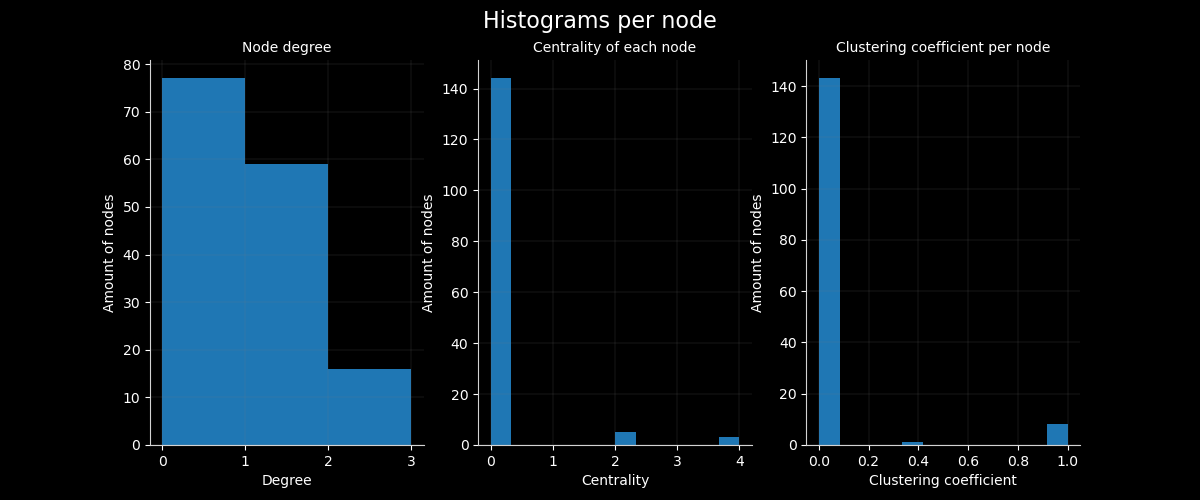 Histograms per node
Node degree
Amount of nodes
80
70
60
50
40
30
20
10
0
0 1 2 3
Degree
Centrality of each node
Amount of nodes
140
120
100
80
60
40
20
0
0 1 2 3 4
Centrality
Clustering coefficient per node
Amount of nodes
140
120
100
80
60
40
20
0
0.0 0.2 0.4 0.6 0.8 1.0
Clustering coefficient